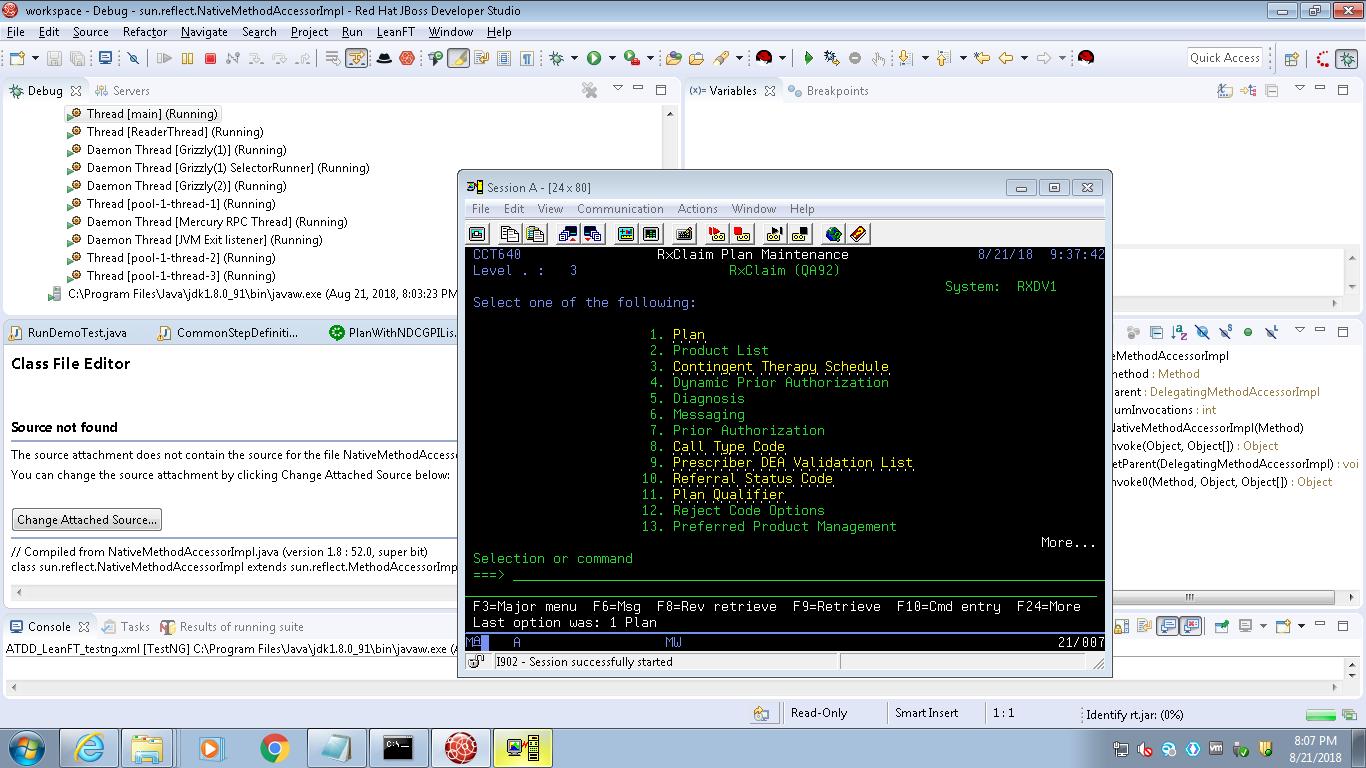 workspace - Debug - sun.reflect.NativeMethodAccessorImpl - Red Hat JBoss Developer Studio
File Edit Source Refactor Navigate Search Project Run LeanFT Window Help
Quick Access
Debug Servers
Thread [main] (Running)
Thread [ReaderThread] (Running)
Daemon Thread [Grizzly(1)] (Running)
Daemon Thread [Grizzly(1) SelectorRunner] (Running)
Daemon Thread [Grizzly(2)] (Running)
Thread [pool-1-thread-1] (Running)
Daemon Thread [Mercury RPC Thread] (Running)
Daemon Thread [JVM Exit listener] (Running)
Thread [pool-1-thread-2] (Running)
Thread [pool-1-thread-3] (Running)
C:\Program Files\Java\jdk1.8.0_91\bin\javaw.exe (Aug 21, 2018, 8:03:23 PM
(x)= Variables Breakpoints
RunDemoTest.java CommonStepDefiniti... PlanWithNDCGPILis...
Class File Editor
Source not found
The source attachment does not contain the source for the file NativeMethodAccesso
You can change the source attachment by clicking Change Attached Source below:
Change Attached Source...
// Compiled from NativeMethodAccessorImpl.java (version 1.8 : 52.0, super bit)
class sun.reflect.NativeMethodAccessorImpl extends sun.reflect.MethodAccessorImp
Session A - [24 x 80]
File Edit View Communication Actions Window Help
CCT640 RxClaim Plan Maintenance 8/21/18 9:37:42
Level . : 3 RxClaim (QA92)
System: RXDV1
Select one of the following:
1. Plan
2. Product List
3. Contingent Therapy Schedule
4. Dynamic Prior Authorization
5. Diagnosis
6. Messaging
7. Prior Authorization
8. Call Type Code
9. Prescriber DEA Validation List
10. Referral Status Code
11. Plan Qualifier
12. Reject Code Options
13. Preferred Product Management
More...
Selection or command
===>
F3=Major menu F6=Msg F8=Rev retrieve F9=Retrieve F10=Cmd entry F24=More
Last option was: 1 Plan
MA A MW 21/007
I902 - Session successfully started
eMethodAccessorImpl
nethod : Method
arent : DelegatingMethodAccessorImpl
umInvocations : int
NativeMethodAccessorImpl(Method)
nvoke(Object, Object[]) : Object
etParent(DelegatingMethodAccessorImpl) : voi
nvoke0(Method, Object, Object[]) : Object
Console Tasks Results of running suite
ATDD_LeanFT_testng.xml [TestNG] C:\Program Files\Java\jdk1.8.0_91\bin\javaw.exe (A
Read-Only Smart Insert 1 : 1 Identify rt.jar: (0%)
8:07 PM
8/21/2018